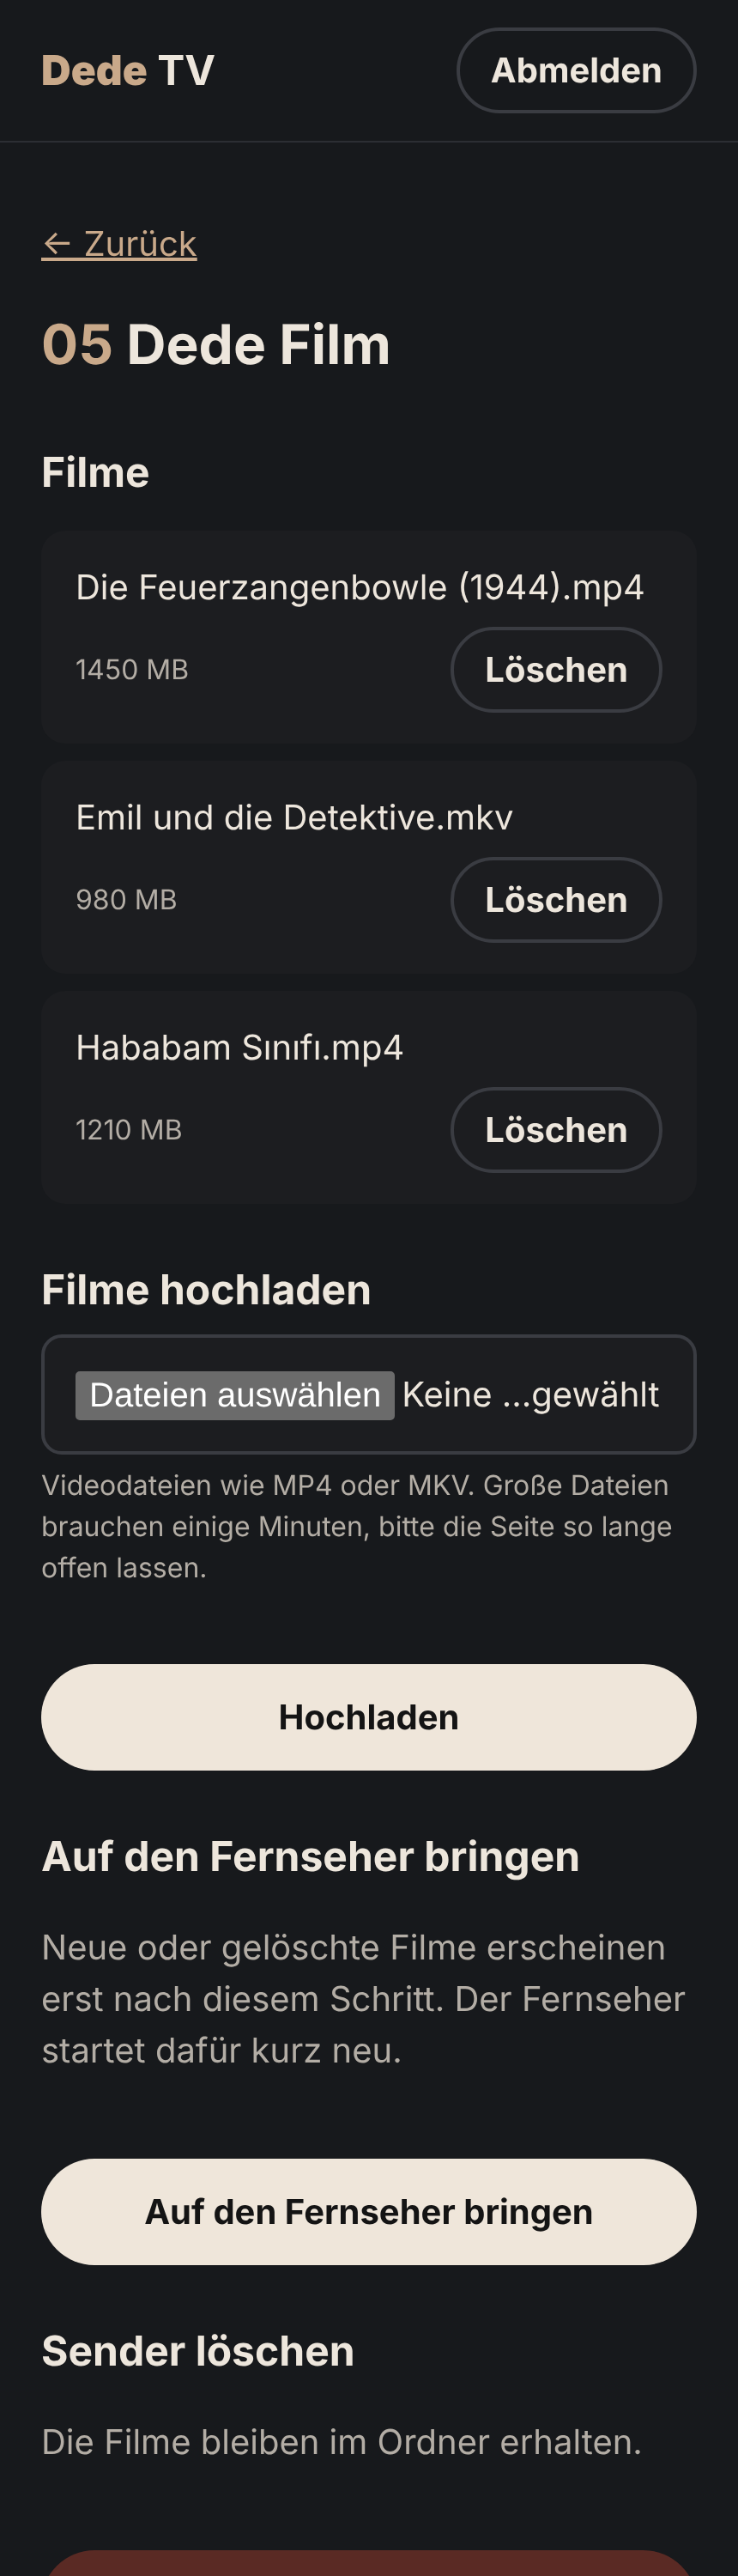 Dede TV
Abmelden
← Zurück
05 Dede Film
Filme
Die Feuerzangenbowle (1944).mp4
1450 MB
Löschen
Emil und die Detektive.mkv
980 MB
Löschen
Hababam Sınıfı.mp4
1210 MB
Löschen
Filme hochladen
Dateien auswählen Keine ...gewählt
Videodateien wie MP4 oder MKV. Große Dateien
brauchen einige Minuten, bitte die Seite so lange
offen lassen.
Hochladen
Auf den Fernseher bringen
Neue oder gelöschte Filme erscheinen
erst nach diesem Schritt. Der Fernseher
startet dafür kurz neu.
Auf den Fernseher bringen
Sender löschen
Die Filme bleiben im Ordner erhalten.